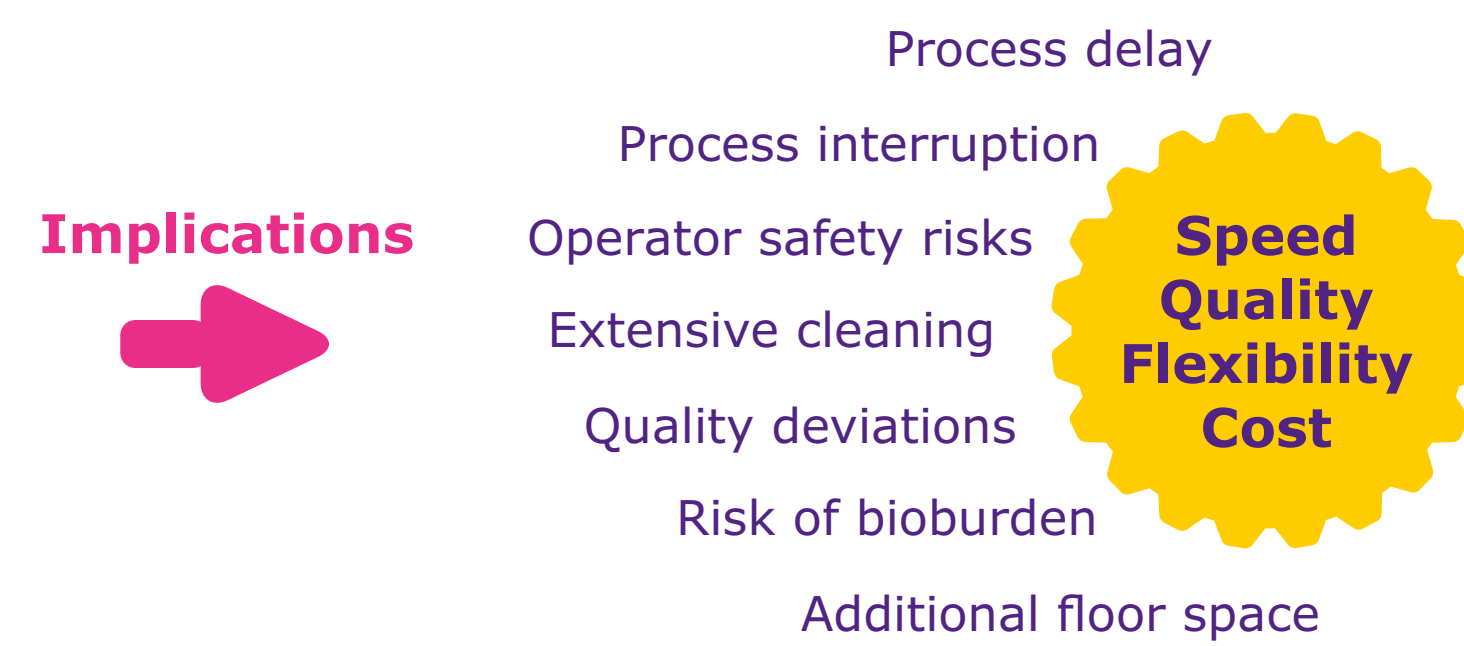 Implications
Process delay
Process interruption
Operator safety risks
Extensive cleaning
Quality deviations
Risk of bioburden
Additional floor space
Speed
Quality
Flexibility
Cost